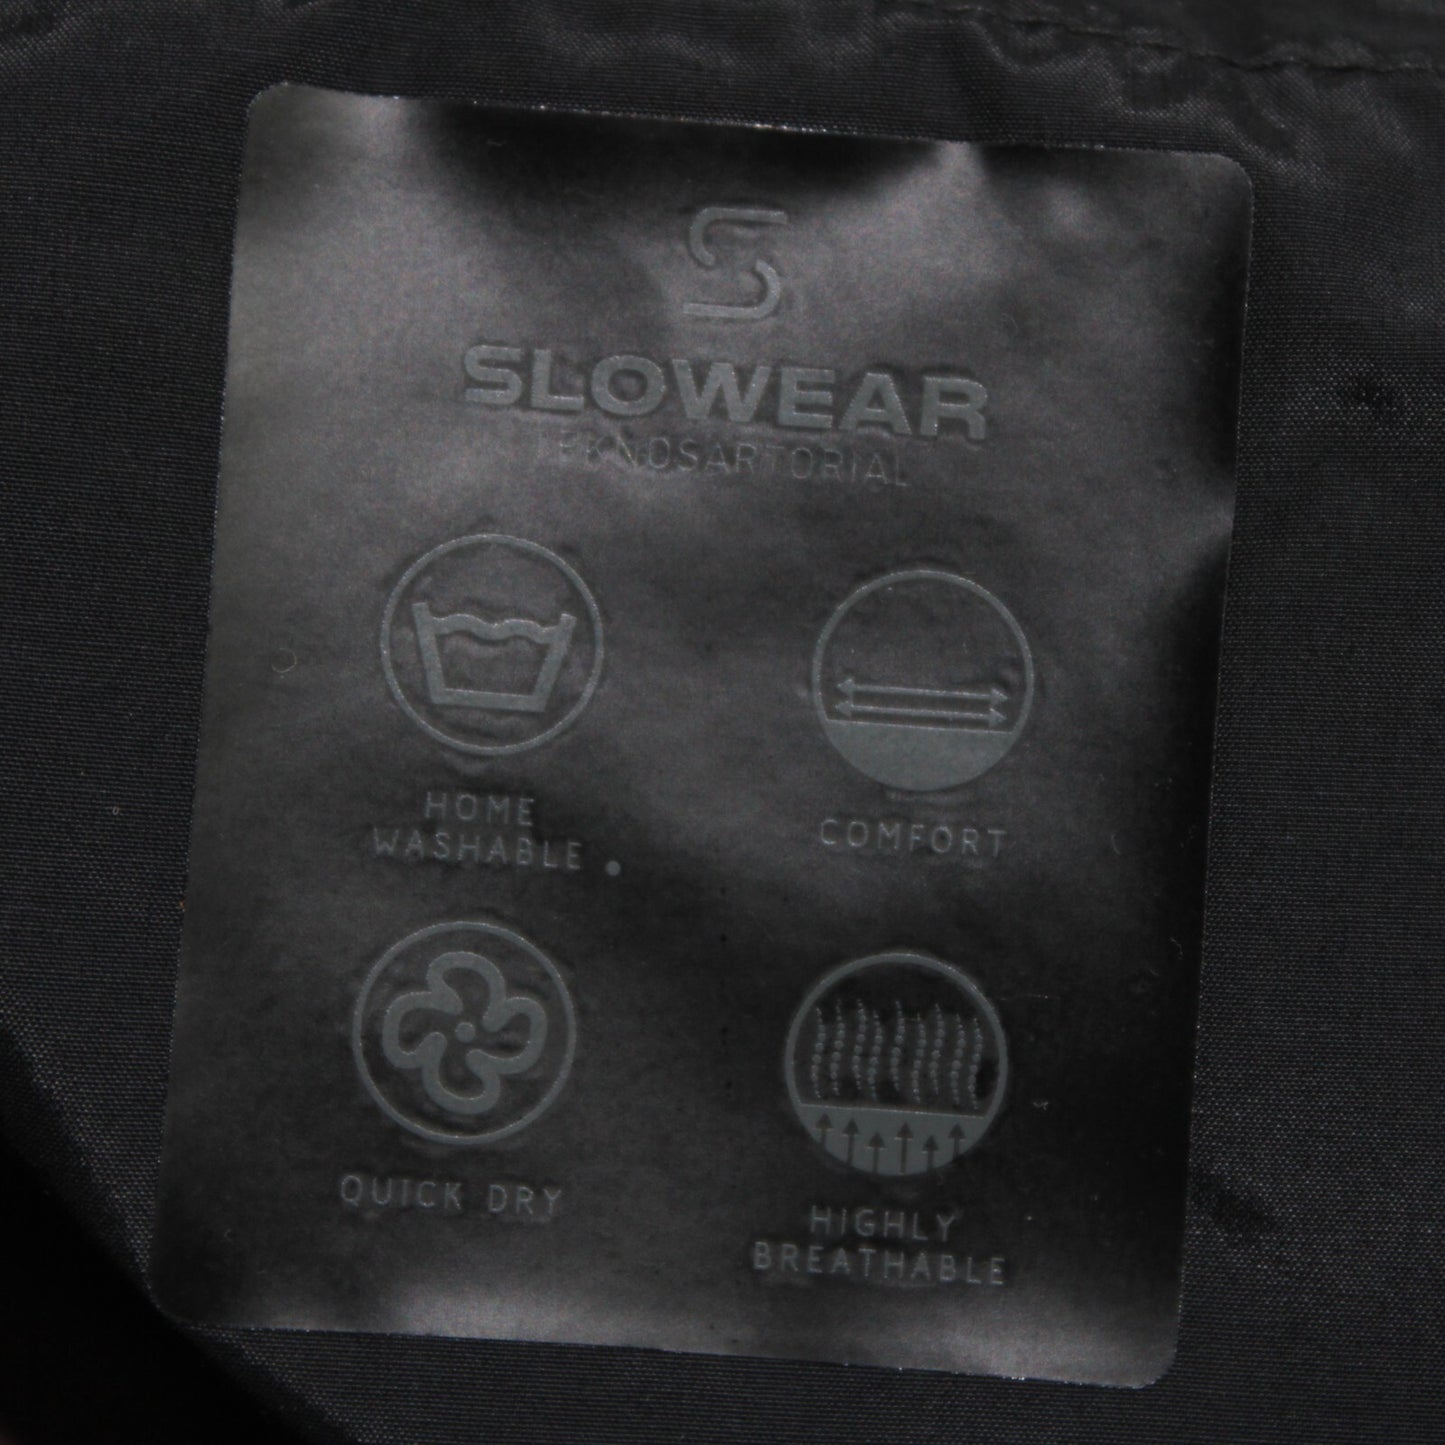 S
SLOWEAR
TEKNOSARTORIAL
HOME
WASHABLE
COMFORT
QUICK DRY
HIGHLY
BREATHABLE